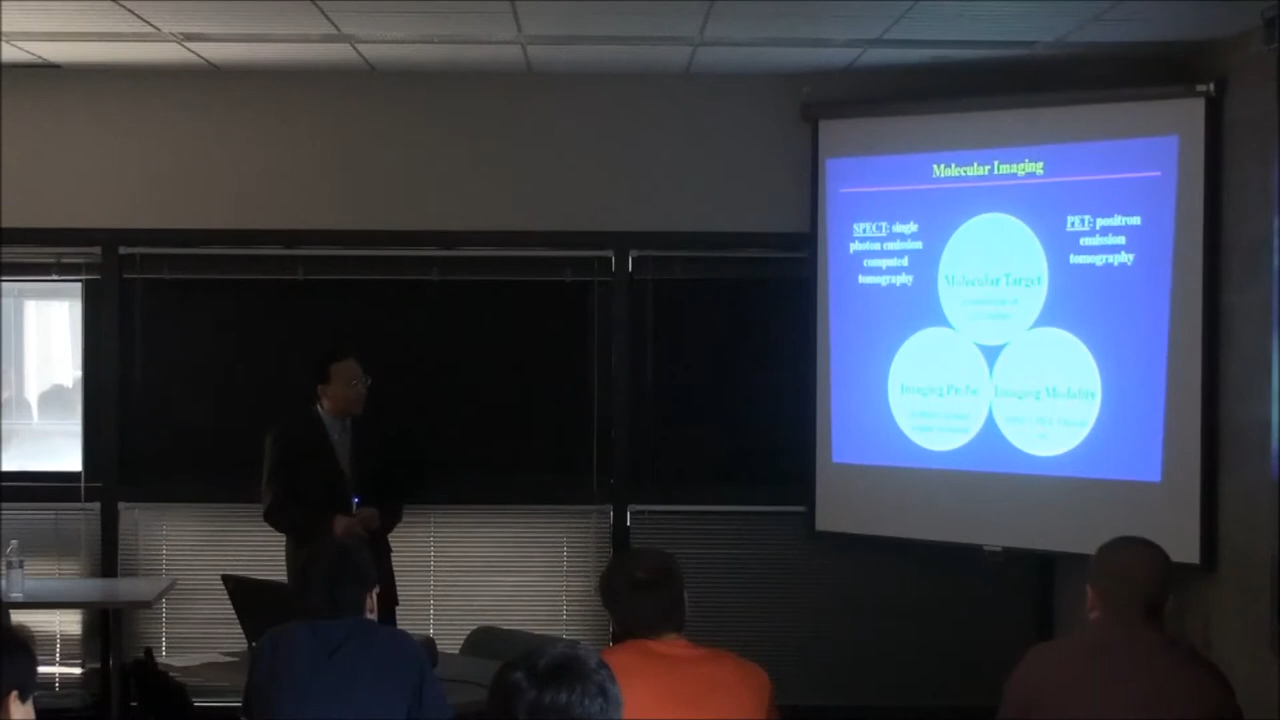 Molecular Imaging
SPECT: single
photon emission
computed
tomography
PET: positron
emission
tomography
Molecular Target
Imaging Probe
Imaging Modality